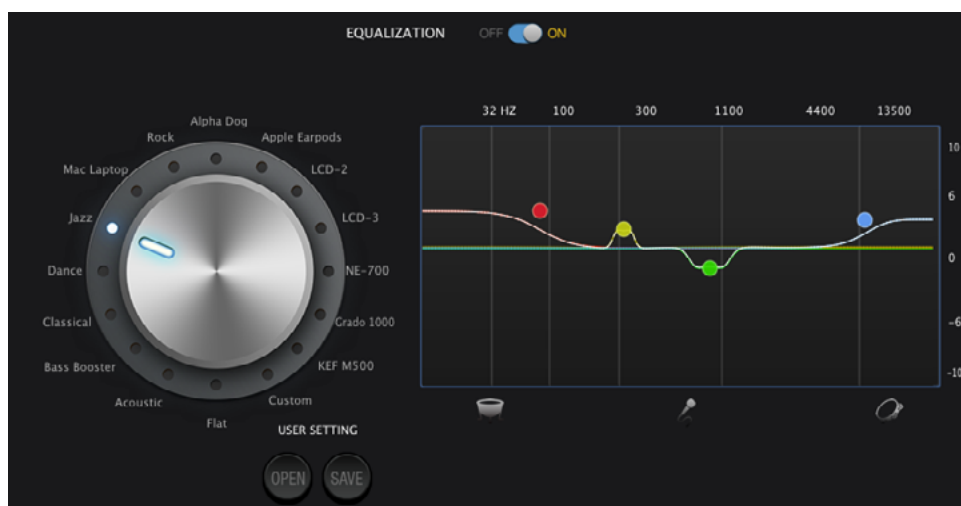 EQUALIZATION OFF ON
32 HZ 100 300 1100 4400 13500
Alpha Dog
Rock
Apple Earpods
Mac Laptop
LCD-2
Jazz
LCD-3
Dance
NE-700
Classical
Grado 1000
Bass Booster
KEF M500
Acoustic
Custom
Flat
10
6
0
-6
-10
USER SETTING
OPEN SAVE